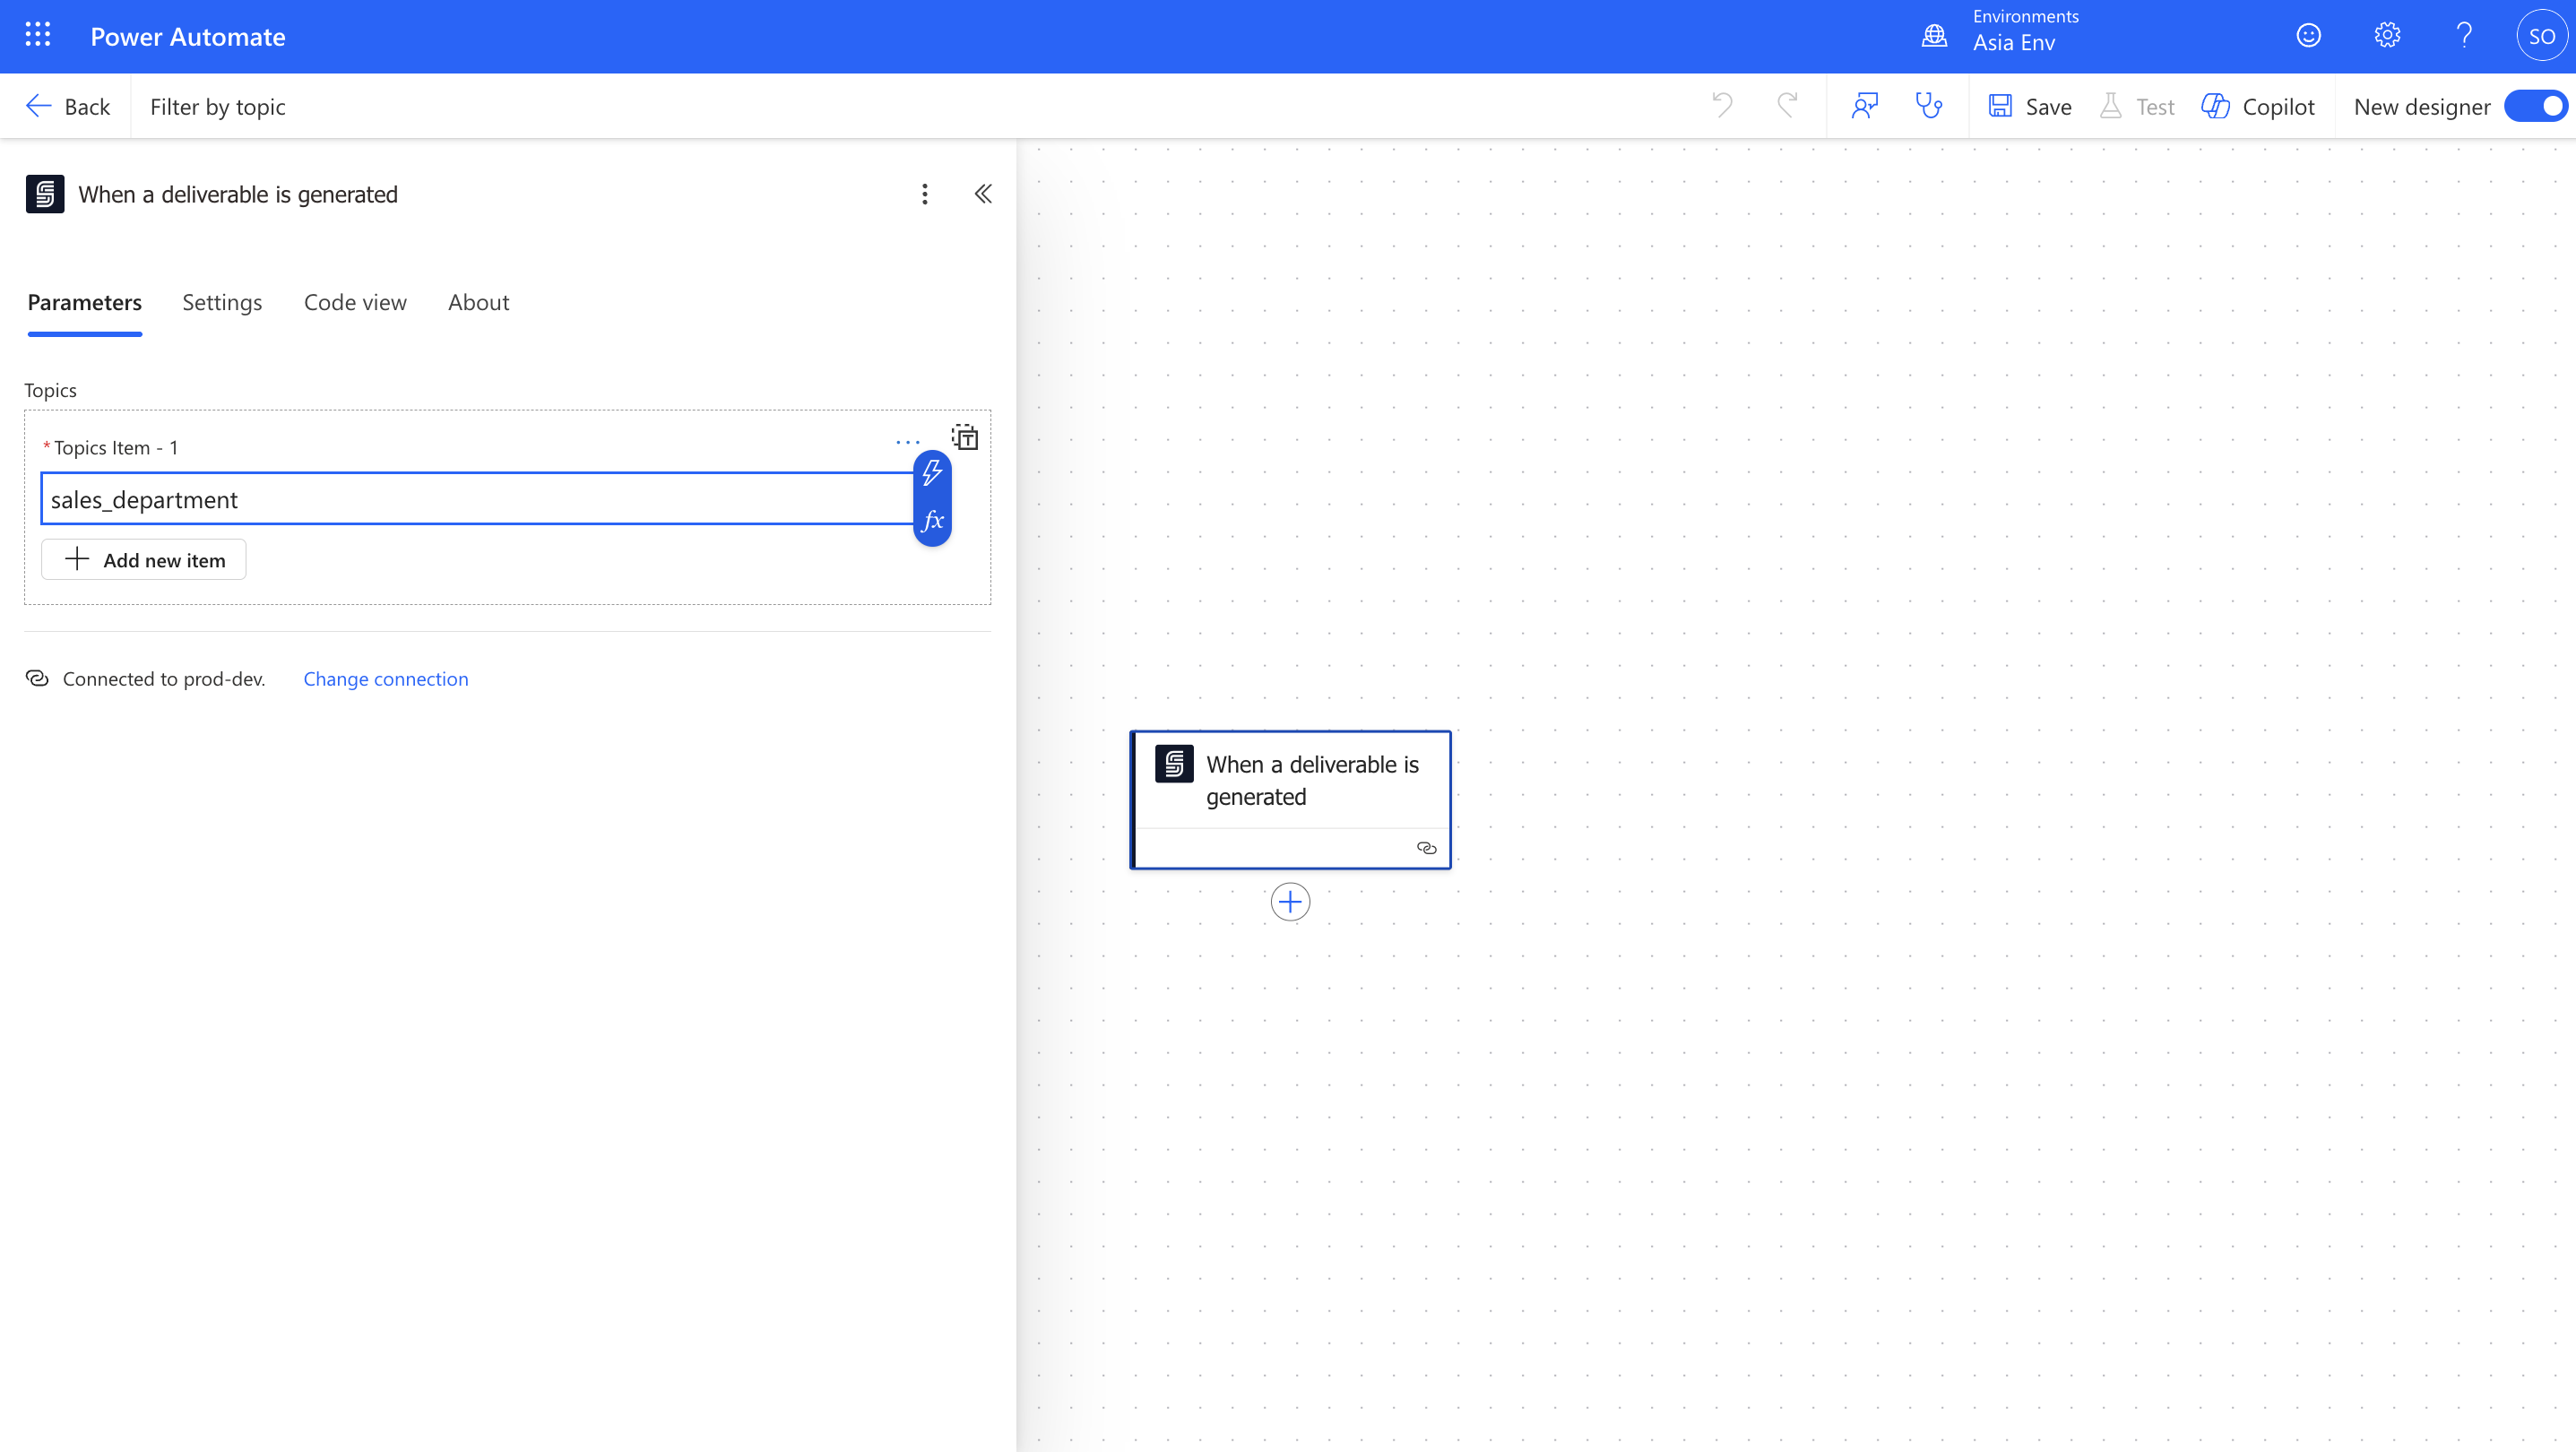 Power Automate
Environments
Asia Env
SO
Back
Filter by topic
Save
Test
Copilot
New designer
When a deliverable is generated
Parameters
Settings
Code view
About
Topics
* Topics Item - 1
sales_department
fx
Add new item
Connected to prod-dev.
Change connection
When a deliverable is
generated